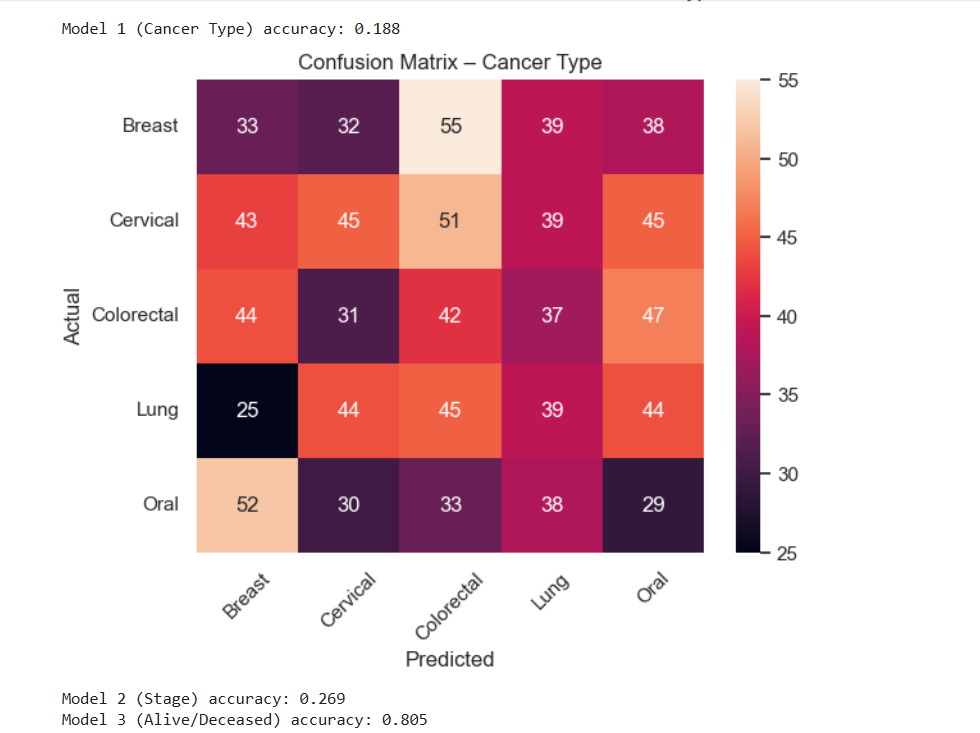 Model 1 (Cancer Type) accuracy: 0.188
Confusion Matrix – Cancer Type
Breast 33 32 55 39 38
Cervical 43 45 51 39 45
Colorectal 44 31 42 37 47
Lung 25 44 45 39 44
Oral 52 30 33 38 29
Actual
Breast Cervical Colorectal Lung Oral
Predicted
55
50
45
40
35
30
25
Model 2 (Stage) accuracy: 0.269
Model 3 (Alive/Deceased) accuracy: 0.805